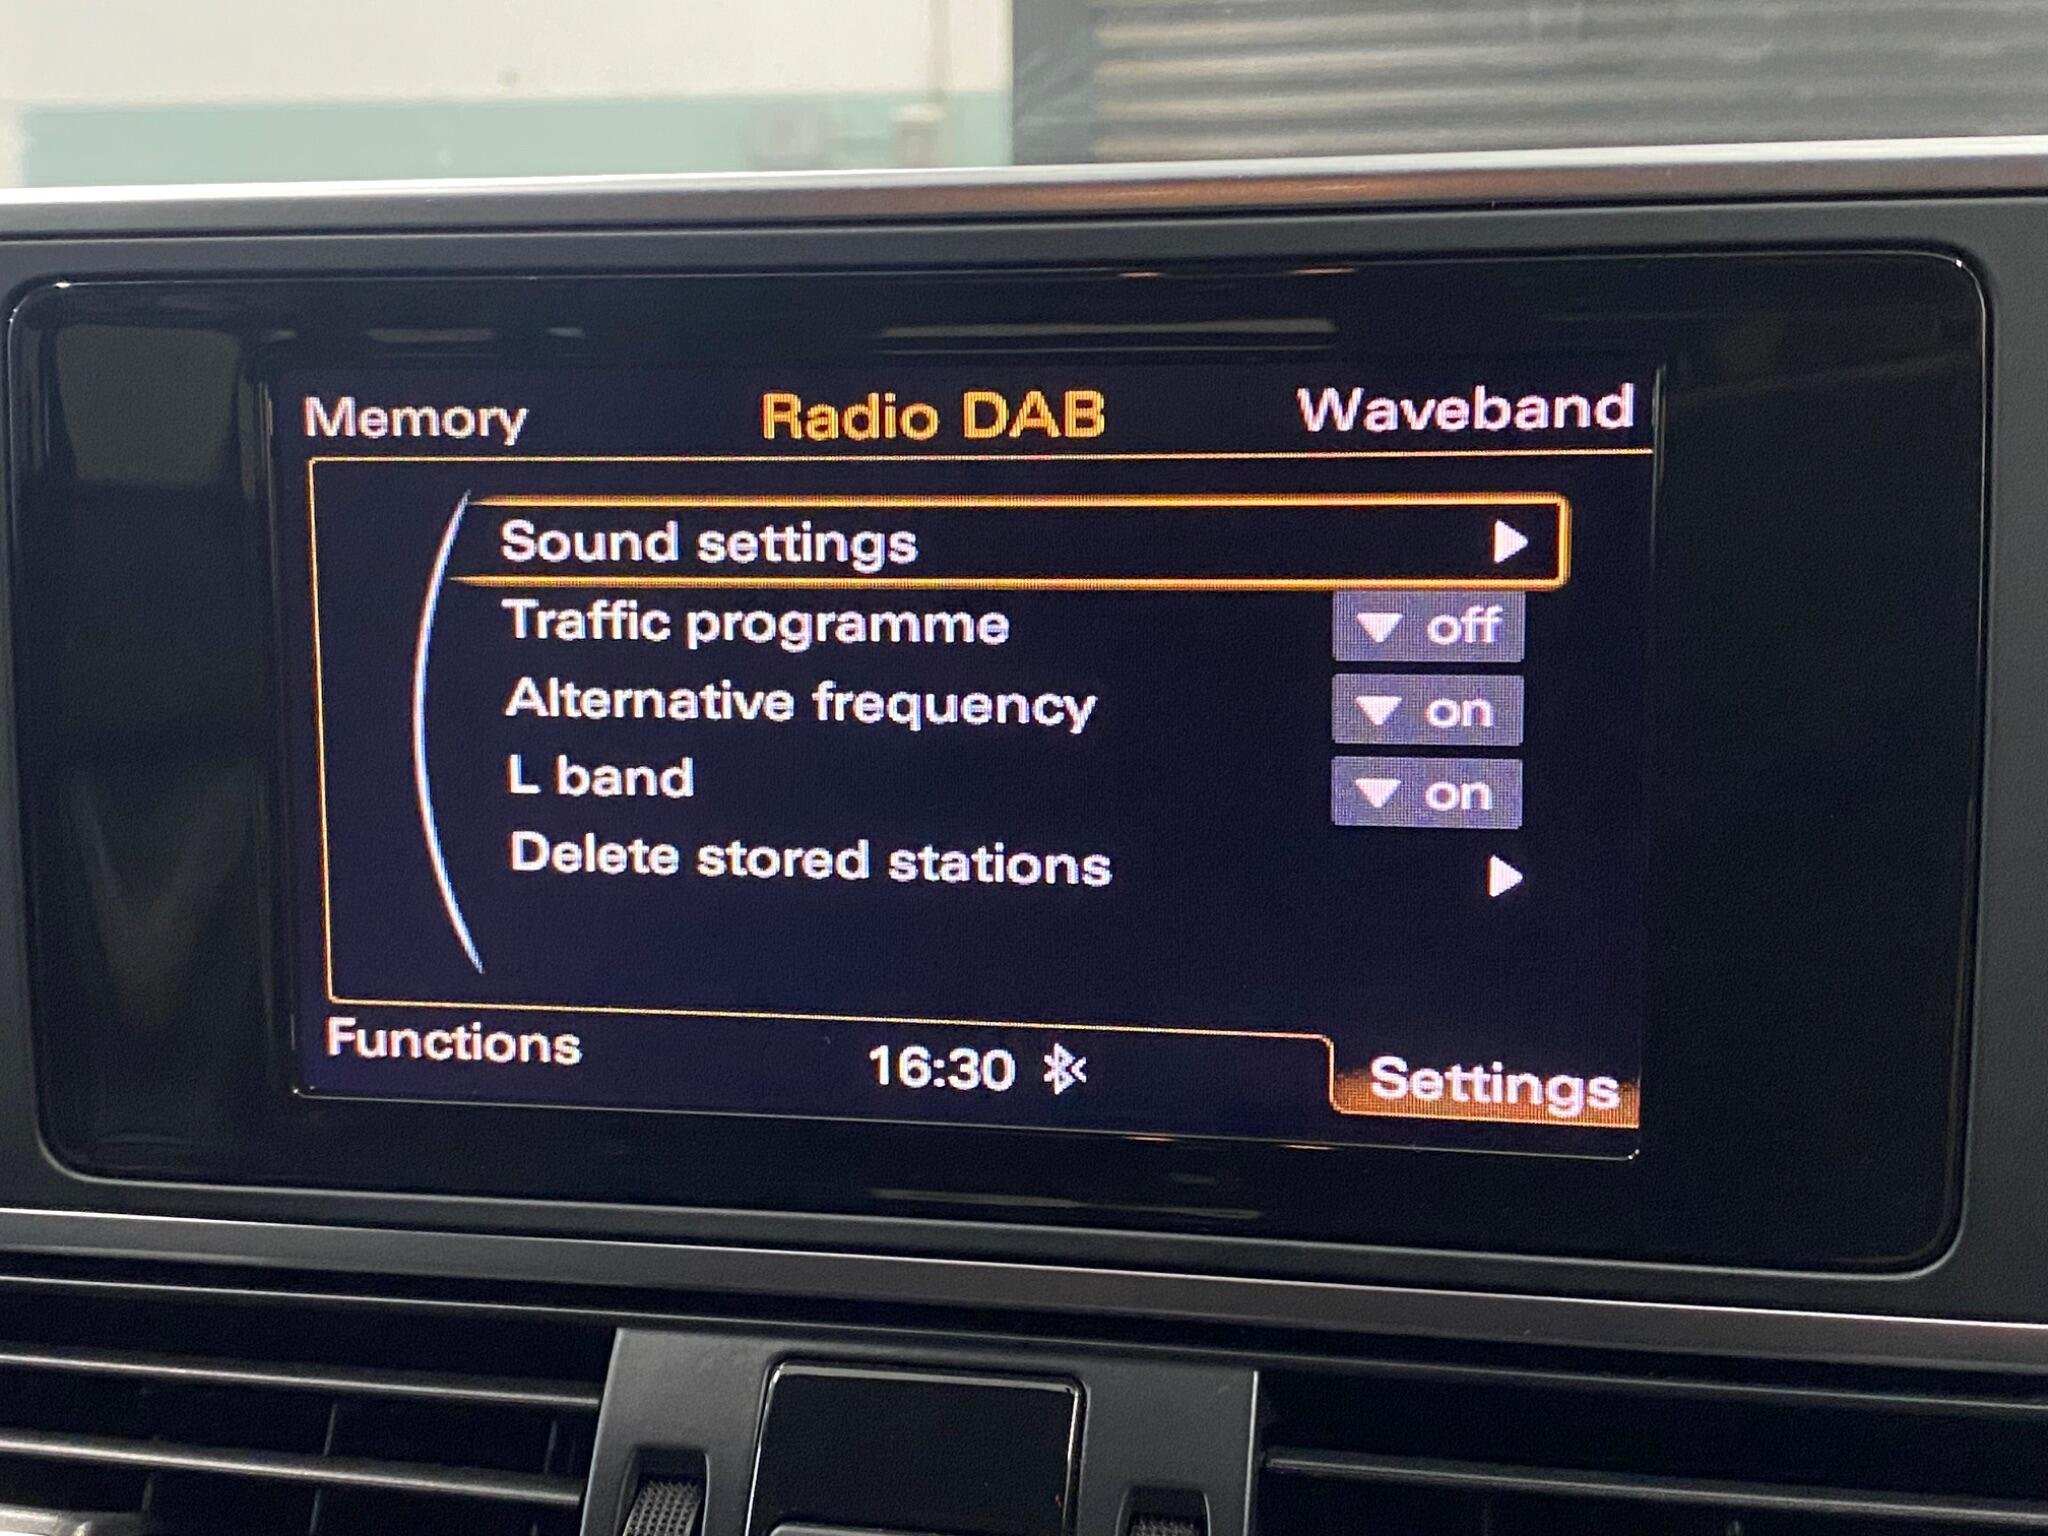 Memory Radio DAB Waveband
Sound settings
Traffic programme off
Alternative frequency on
L band on
Delete stored stations
Functions 16:30 Settings